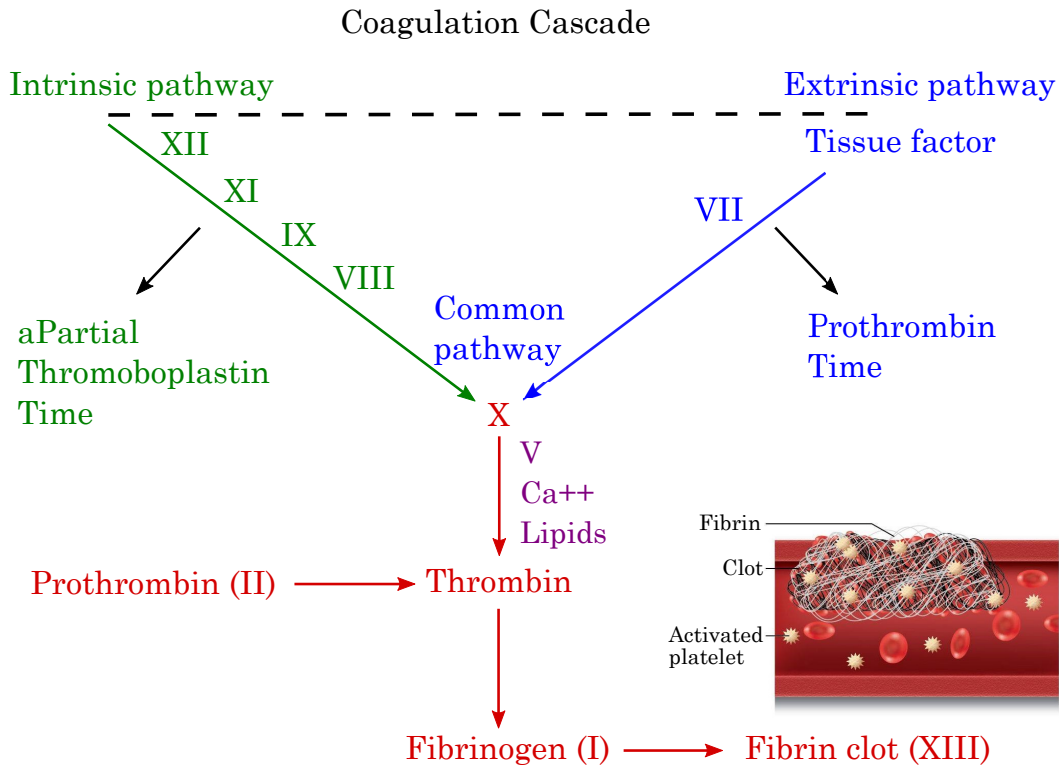 Coagulation Cascade
Intrinsic pathway
Extrinsic pathway
XII
Tissue factor
XI
VII
IX
VIII
Common
pathway
aPartial
Thromoboplastin
Time
Prothrombin
Time
X
V
Ca++
Lipids
Prothrombin (II)
Thrombin
Fibrinogen (I)
Fibrin clot (XIII)
Fibrin
Clot
Activated
platelet